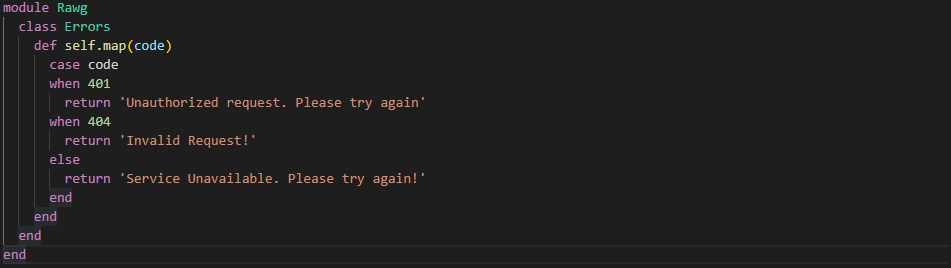 module Rawg
  class Errors
    def self.map(code)
      case code
      when 401
        return 'Unauthorized request. Please try again'
      when 404
        return 'Invalid Request!'
      else
        return 'Service Unavailable. Please try again!'
      end
    end
  end
end